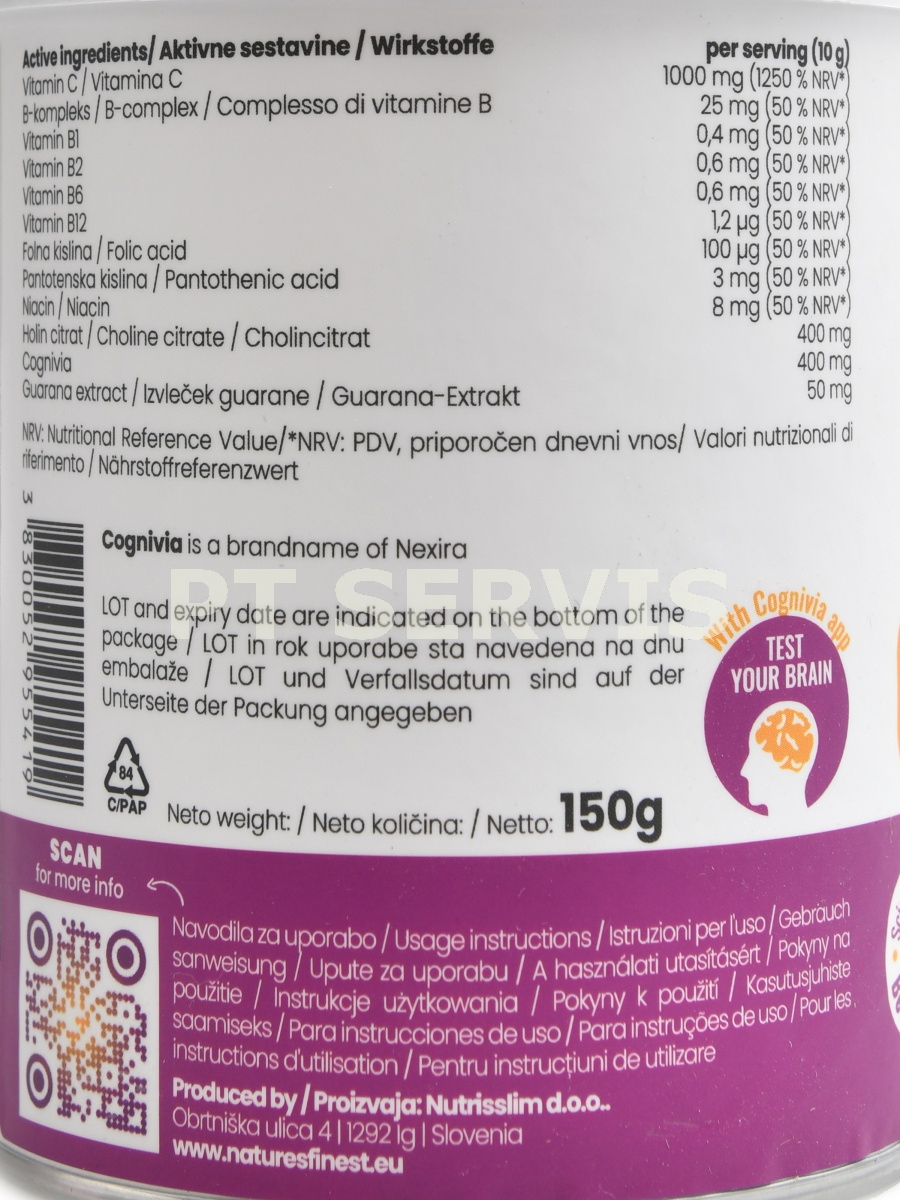 Active ingredients/ Aktivne sestavine / Wirkstoffe per serving (10 g)
Vitamin C / Vitamina C 1000 mg (1250 % NRV*)
B-kompleks / B-complex / Complesso di vitamine B 25 mg (50 % NRV*)
Vitamin B1 0,4 mg (50 % NRV*)
Vitamin B2 0,6 mg (50 % NRV*)
Vitamin B6 0,6 mg (50 % NRV*)
Vitamin B12 1,2 µg (50 % NRV*)
Folna kislina / Folic acid 100 µg (50 % NRV*)
Pantotenska kislina / Pantothenic acid 3 mg (50 % NRV*)
Niacin / Niacin 8 mg (50 % NRV*)
Holin citrat / Choline citrate / Cholincitrat 400 mg
Cognivia 400 mg
Guarana extract / Izvleček guarane / Guarana-Extrakt 50 mg
NRV: Nutritional Reference Value/*NRV: PDV, priporočen dnevni vnos/ Valori nutrizionali di
riferimento / Nährstoffreferenzwert
3 830052 195541 9
Cognivia is a brandname of Nexira
PT SERVIS
LOT and expiry date are indicated on the bottom of the
package / LOT in rok uporabe sta navedena na dnu
embalaže / LOT und Verfallsdatum sind auf der
Unterseite der Packung angegeben
With Cognivia app
TEST
YOUR BRAIN
84
C/PAP
Neto weight: / Neto količina: / Netto: 150g
SCAN
for more info
Navodila za uporabo / Usage instructions / Istruzioni per l'uso / Gebrauch
sanweisung / Upute za uporabu / A használati utasításért / Pokyny na
použitie / Instrukcje użytkowania / Pokyny k použití / Kasutusjuhiste
saamiseks / Para instrucciones de uso / Para instruções de uso / Pour les
instructions d'utilisation / Pentru instrucțiuni de utilizare
Produced by / Proizvaja: Nutrisslim d.o.o..
Obrtniška ulica 4 | 1292 Ig | Slovenia
www.naturesfinest.eu